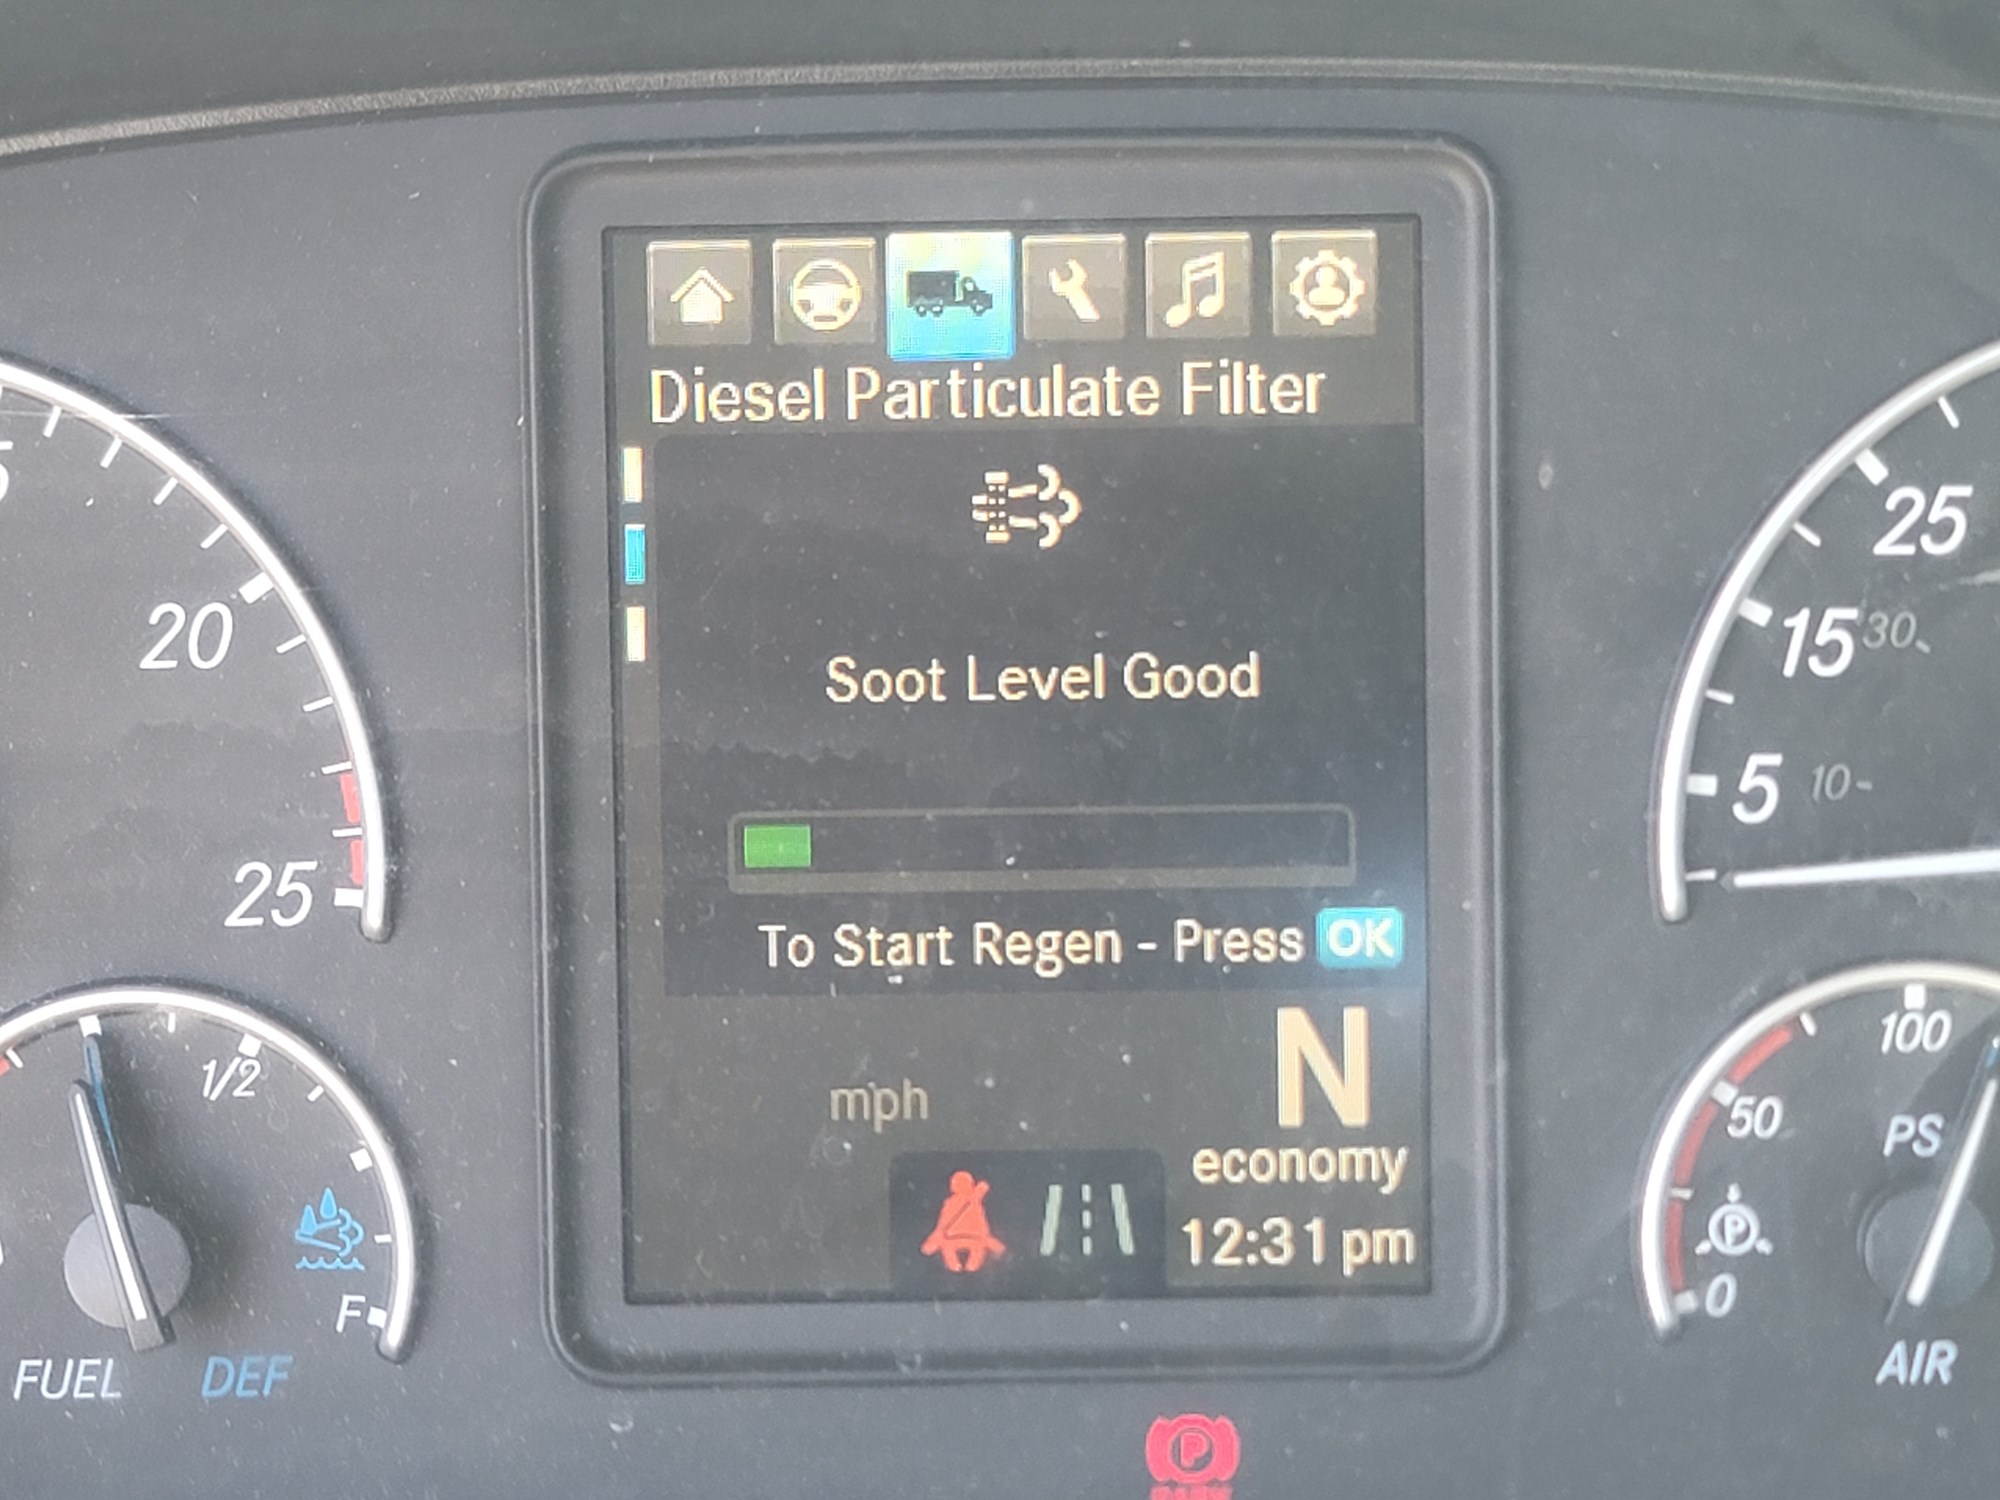 Diesel Particulate Filter
Soot Level Good
To Start Regen - Press OK
mph
N
economy
12:31 pm
20
25
1/2
F
FUEL
DEF
25
15
30
5
10
100
50
PS
P
0
AIR
P